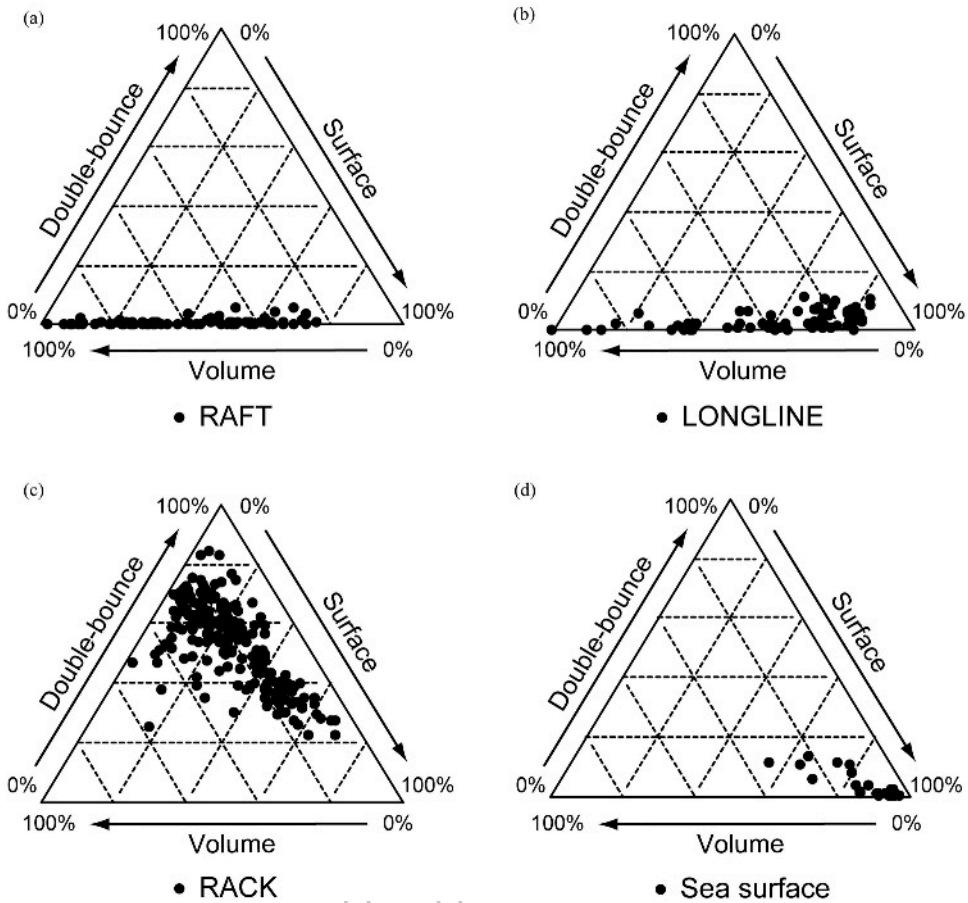 (a)
100% 0%
Double-bounce
Surface
0% 100%
100% 0%
Volume
● RAFT
(b)
100% 0%
Double-bounce
Surface
0% 100%
100% 0%
Volume
● LONGLINE
(c)
100% 0%
Double-bounce
Surface
0% 100%
100% 0%
Volume
● RACK
(d)
100% 0%
Double-bounce
Surface
0% 100%
100% 0%
Volume
● Sea surface